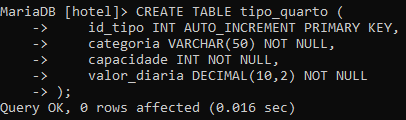 MariaDB [hotel]> CREATE TABLE tipo_quarto (
    ->     id_tipo INT AUTO_INCREMENT PRIMARY KEY,
    ->     categoria VARCHAR(50) NOT NULL,
    ->     capacidade INT NOT NULL,
    ->     valor_diaria DECIMAL(10,2) NOT NULL
    -> );
Query OK, 0 rows affected (0.016 sec)